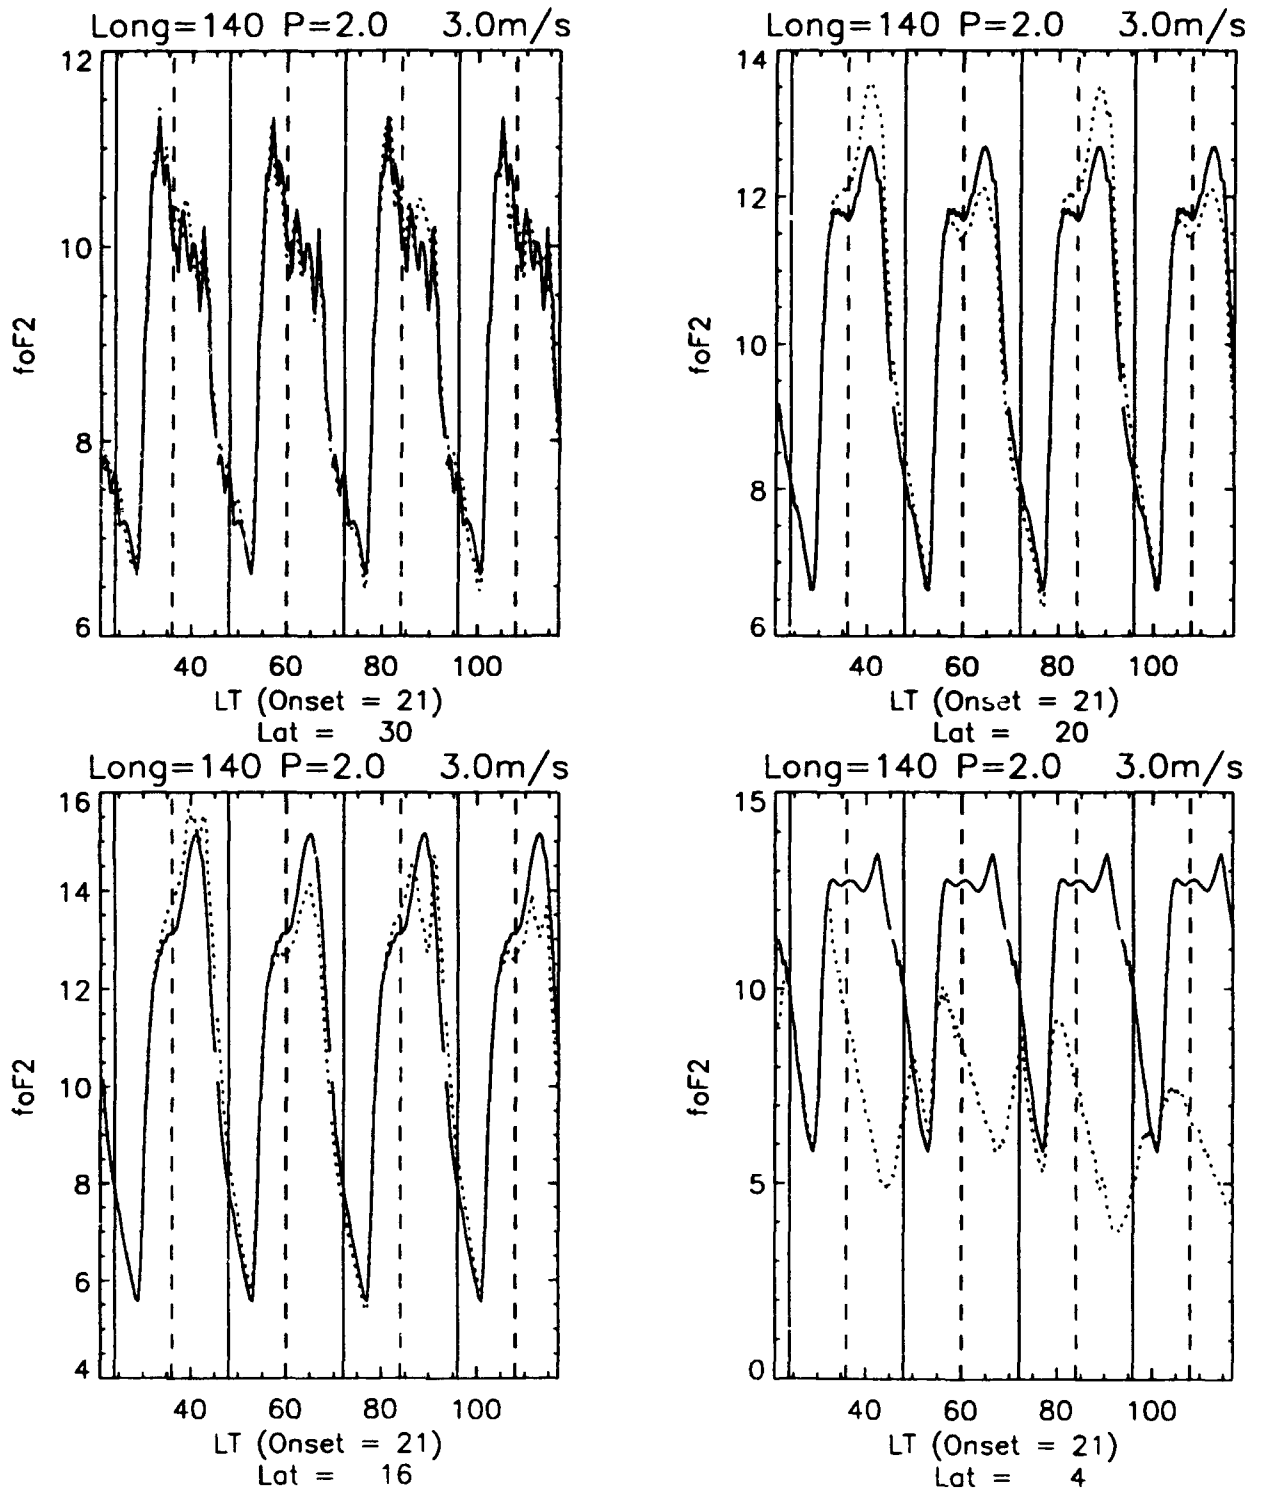 Long=140 P=2.0 3.0m/s
12
10
8
6
foF2
40 60 80 100
LT (Onset = 21)
Lat = 30
Long=140 P=2.0 3.0m/s
14
12
10
8
6
foF2
40 60 80 100
LT (Onset = 21)
Lat = 20
Long=140 P=2.0 3.0m/s
16
14
12
10
8
6
4
foF2
40 60 80 100
LT (Onset = 21)
Lat = 16
Long=140 P=2.0 3.0m/s
15
10
5
0
foF2
40 60 80 100
LT (Onset = 21)
Lat = 4